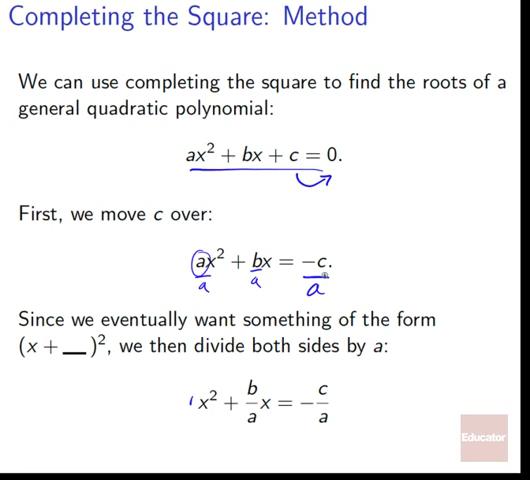 Completing the Square: Method
We can use completing the square to find the roots of a
general quadratic polynomial:
ax² + bx + c = 0.
First, we move c over:
ax² + bx = −c.
a a a
Since we eventually want something of the form
(x + __)², we then divide both sides by a:
1x² + b/a x = − c/a
Educator